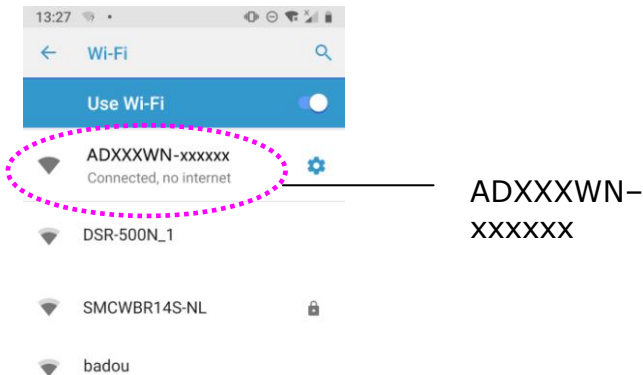 13:27
Wi-Fi
Use Wi-Fi
ADXXXWN-xxxxxx
Connected, no internet
ADXXXWN–
xxxxxx
DSR-500N_1
SMCWBR14S-NL
badou